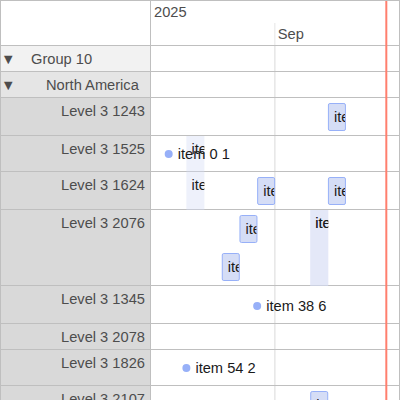 2025
Sep
▼ Group 10
▼ North America
Level 3 1243 ite
Level 3 1525 ite item 0 1
Level 3 1624 ite ite ite
Level 3 2076 ite ite
ite
Level 3 1345 item 38 6
Level 3 2078
Level 3 1826 item 54 2
Level 3 2107